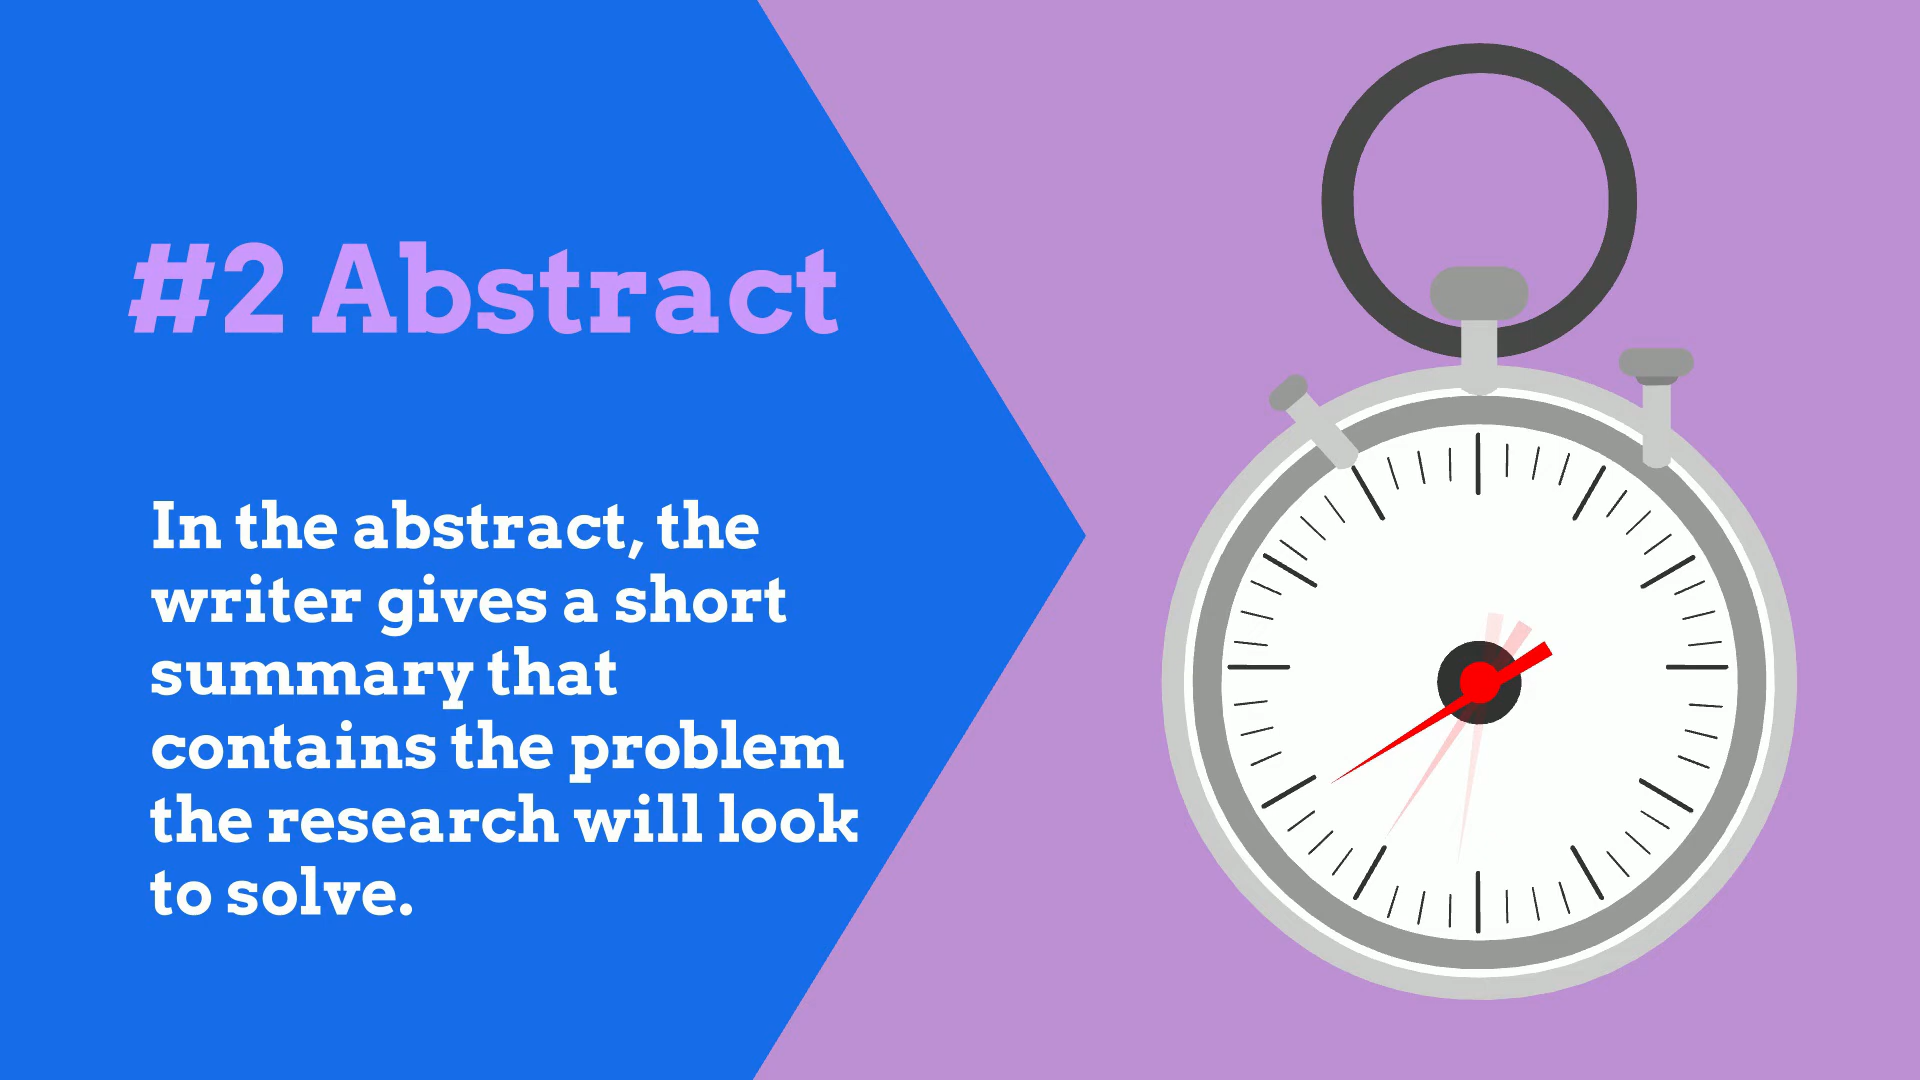 #2 Abstract
In the abstract, the
writer gives a short
summary that
contains the problem
the research will look
to solve.